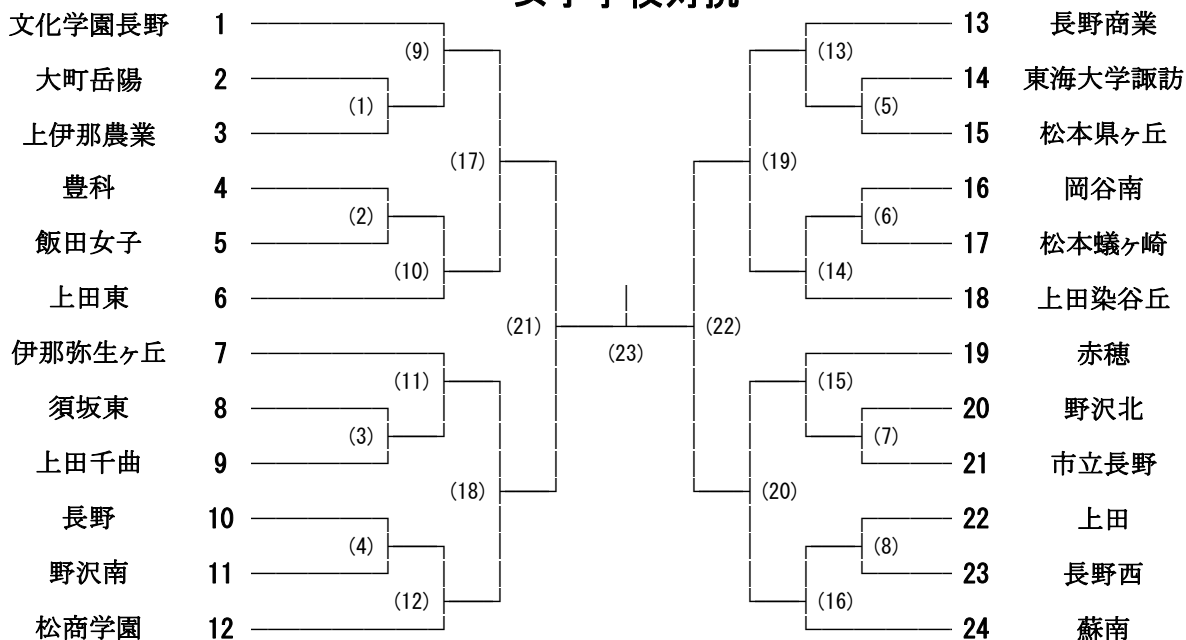 女子学校対抗
文化学園長野 1 (9) (13) 13 長野商業
大町岳陽 2 (1) (5) 14 東海大学諏訪
上伊那農業 3 15 松本県ヶ丘
(17) (19)
豊科 4 (2) (6) 16 岡谷南
飯田女子 5 17 松本蟻ヶ崎
(10) (14)
上田東 6 18 上田染谷丘
(21) (23) (22)
伊那弥生ヶ丘 7 (11) (15) 19 赤穂
須坂東 8 (3) (7) 20 野沢北
上田千曲 9 21 市立長野
(18) (20)
長野 10 (4) (8) 22 上田
野沢南 11 23 長野西
(12) (16)
松商学園 12 24 蘇南